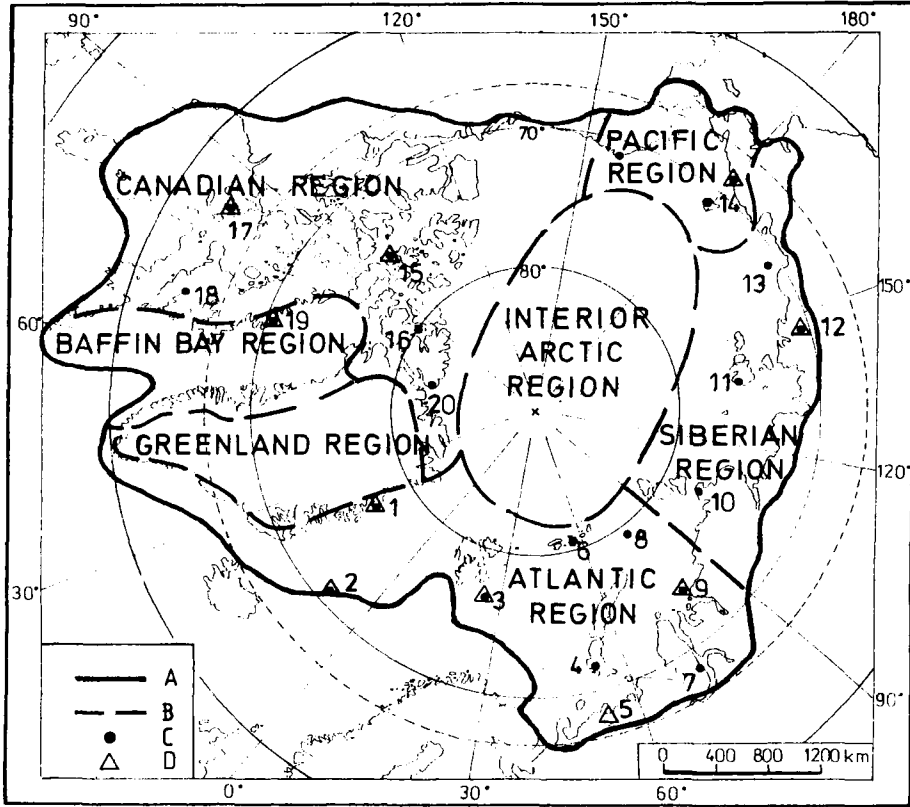 90° 120° 150° 180°
70°
PACIFIC
REGION
CANADIAN REGION
14
17
15
13
150°
80°
18
60°
19
16
12
BAFFIN BAY REGION
INTERIOR
ARCTIC
REGION
11
20
GREENLAND REGION
SIBERIAN
REGION
120°
10
1
6
8
ATLANTIC
REGION
30°
2
3
9
4
7
A
5
90°
B
C
D
0 400 800 1200 km
0° 30° 60°